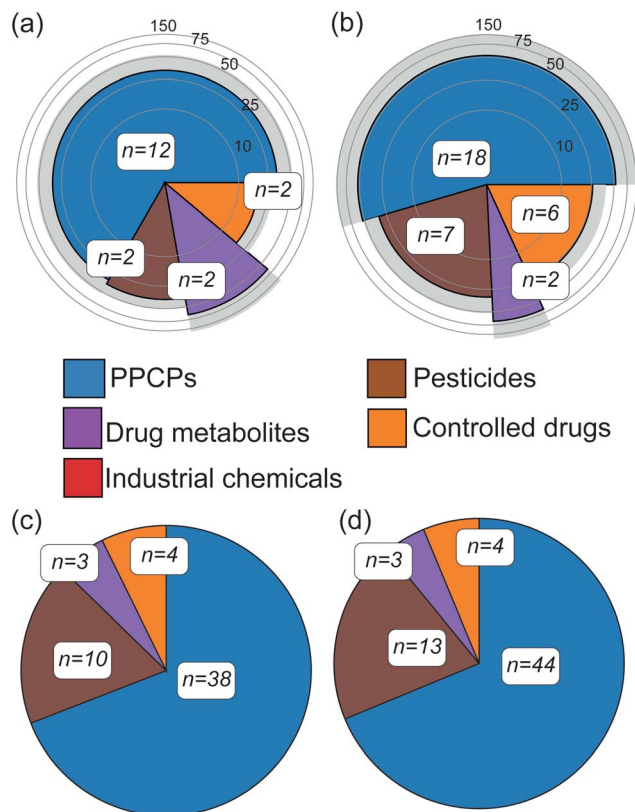 (a)
150
75
50
25
10
n=12
n=2
n=2
n=2
(b)
150
75
50
25
10
n=18
n=6
n=7
n=2
PPCPs
Pesticides
Drug metabolites
Controlled drugs
Industrial chemicals
(c)
n=3
n=4
n=10
n=38
(d)
n=3
n=4
n=13
n=44